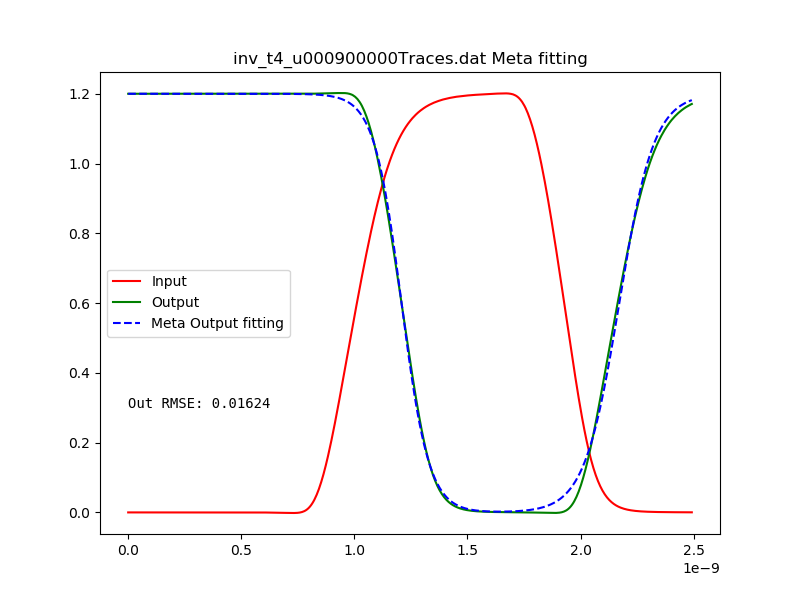 inv_t4_u000900000Traces.dat Meta fitting
1.2
1.0
0.8
0.6
0.4
0.2
0.0
Input
Output
Meta Output fitting
Out RMSE: 0.01624
0.0
0.5
1.0
1.5
2.0
2.5
1e−9